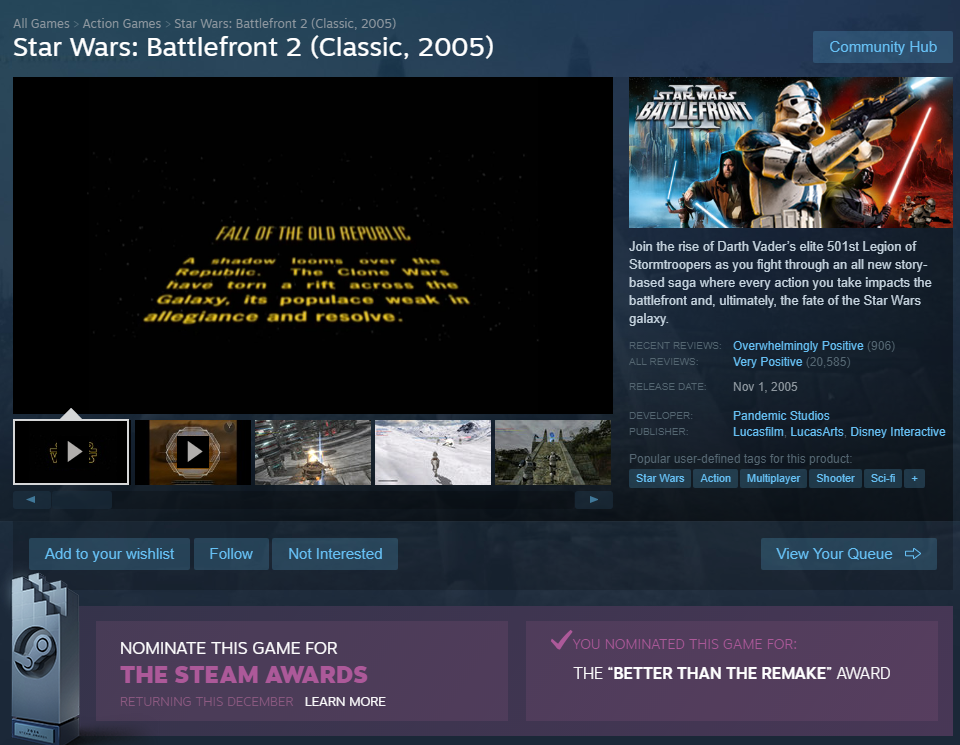 All Games > Action Games > Star Wars: Battlefront 2 (Classic, 2005)
Star Wars: Battlefront 2 (Classic, 2005)
Community Hub
FALL OF THE OLD REPUBLIC
A shadow looms over the
Republic. The Clone Wars
have torn a rift across the
Galaxy, its populace weak in
allegiance and resolve.
STAR WARS
BATTLEFRONT
II
Join the rise of Darth Vader's elite 501st Legion of
Stormtroopers as you fight through an all new story-
based saga where every action you take impacts the
battlefront and, ultimately, the fate of the Star Wars
galaxy.
RECENT REVIEWS: Overwhelmingly Positive (906)
ALL REVIEWS: Very Positive (20,585)
RELEASE DATE: Nov 1, 2005
DEVELOPER: Pandemic Studios
PUBLISHER: Lucasfilm, LucasArts, Disney Interactive
Popular user-defined tags for this product:
Star Wars Action Multiplayer Shooter Sci-fi +
Add to your wishlist Follow Not Interested View Your Queue
NOMINATE THIS GAME FOR
THE STEAM AWARDS
RETURNING THIS DECEMBER LEARN MORE
YOU NOMINATED THIS GAME FOR:
THE “BETTER THAN THE REMAKE” AWARD